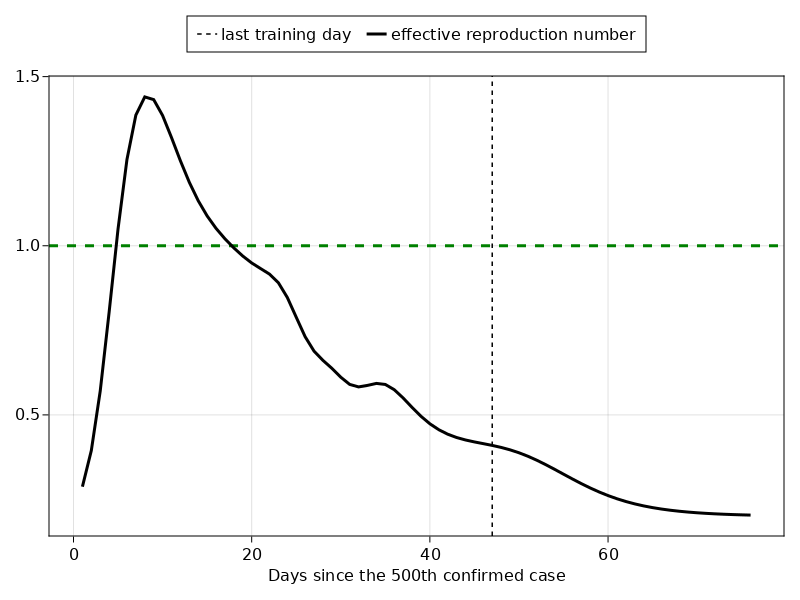 last training day effective reproduction number
1.5
1.0
0.5
0 20 40 60
Days since the 500th confirmed case